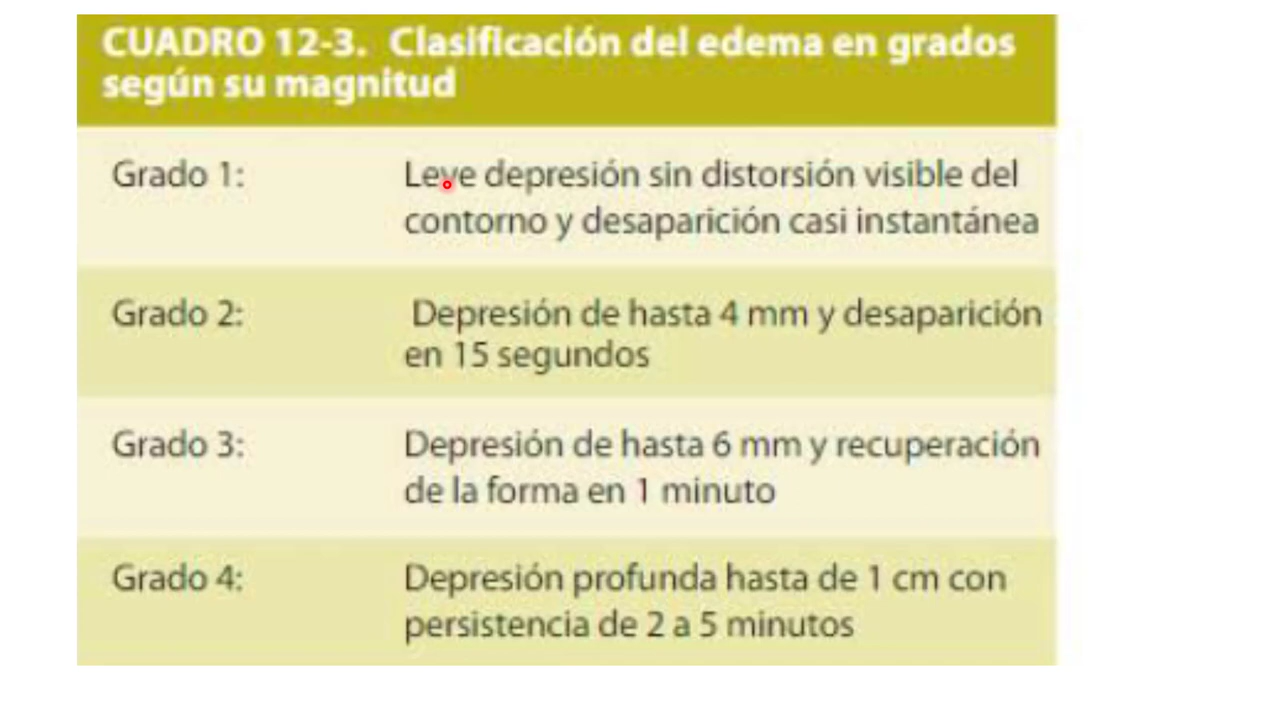 CUADRO 12-3. Clasificación del edema en grados
según su magnitud
Grado 1: Leve depresión sin distorsión visible del
contorno y desaparición casi instantánea
Grado 2: Depresión de hasta 4 mm y desaparición
en 15 segundos
Grado 3: Depresión de hasta 6 mm y recuperación
de la forma en 1 minuto
Grado 4: Depresión profunda hasta de 1 cm con
persistencia de 2 a 5 minutos